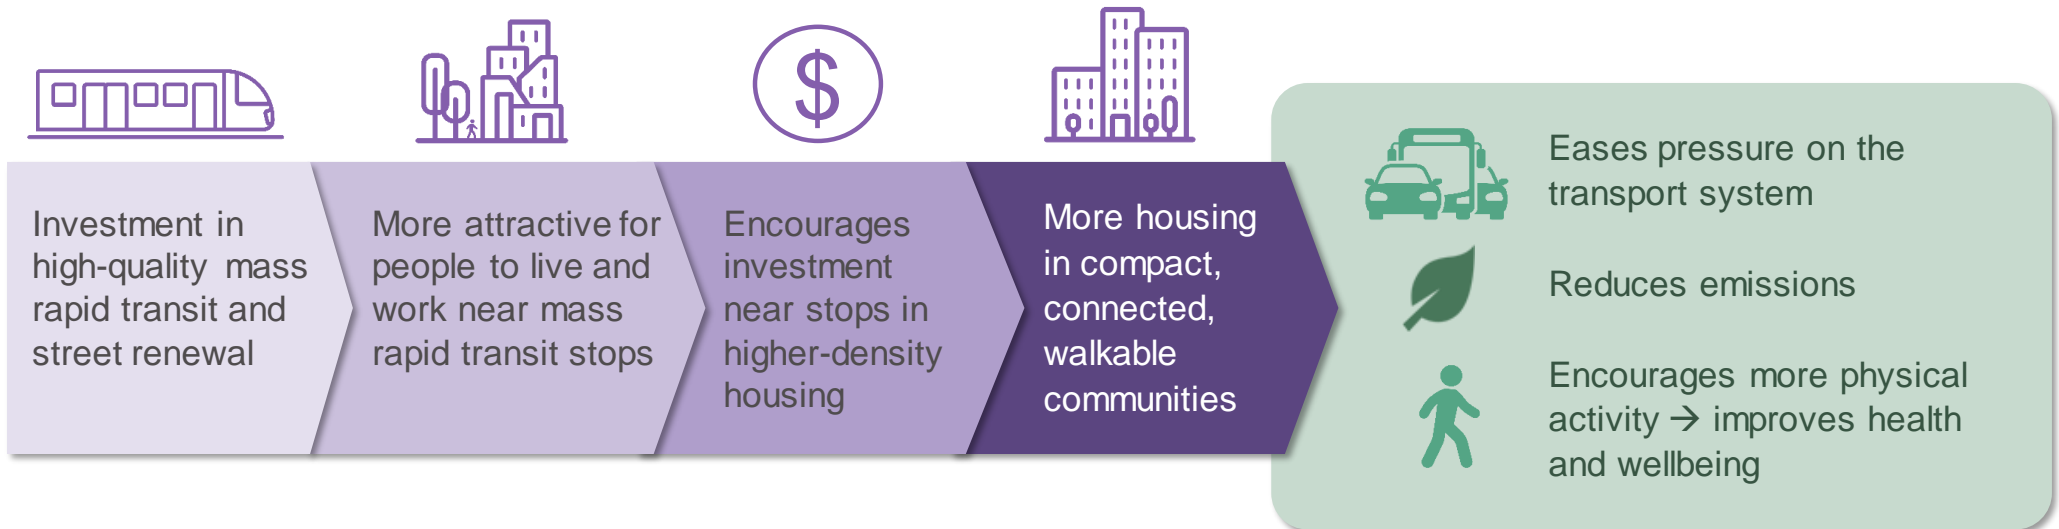 $
Investment in
high-quality mass
rapid transit and
street renewal
More attractive for
people to live and
work near mass
rapid transit stops
Encourages
investment
near stops in
higher-density
housing
More housing
in compact,
connected,
walkable
communities
Eases pressure on the
transport system
Reduces emissions
Encourages more physical
activity → improves health
and wellbeing